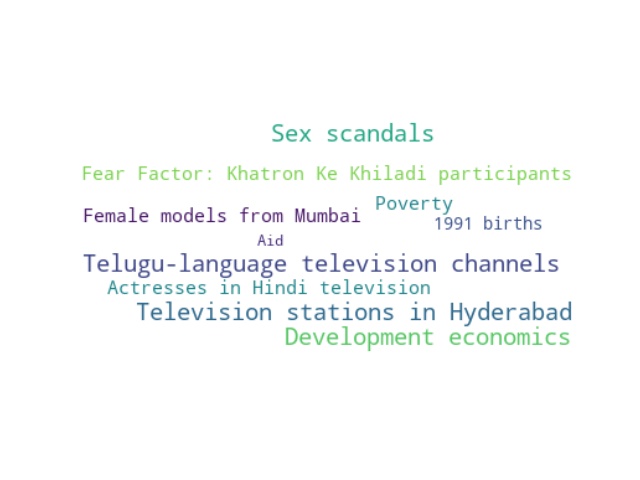 Sex scandals
Fear Factor: Khatron Ke Khiladi participants
Poverty
Female models from Mumbai
1991 births
Aid
Telugu-language television channels
Actresses in Hindi television
Television stations in Hyderabad
Development economics